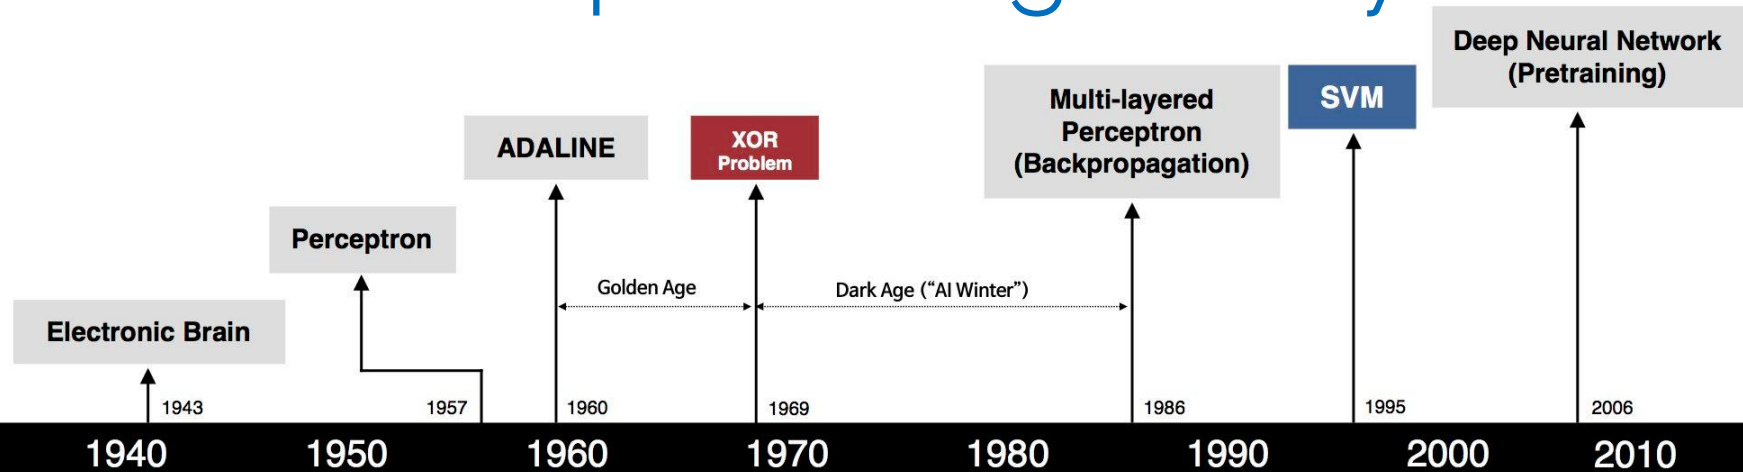 Deep Neural Network
(Pretraining)
Multi-layered
Perceptron
(Backpropagation)
SVM
ADALINE
XOR
Problem
Perceptron
Golden Age
Dark Age (“AI Winter”)
Electronic Brain
1943
1957
1960
1969
1986
1995
2006
1940
1950
1960
1970
1980
1990
2000
2010